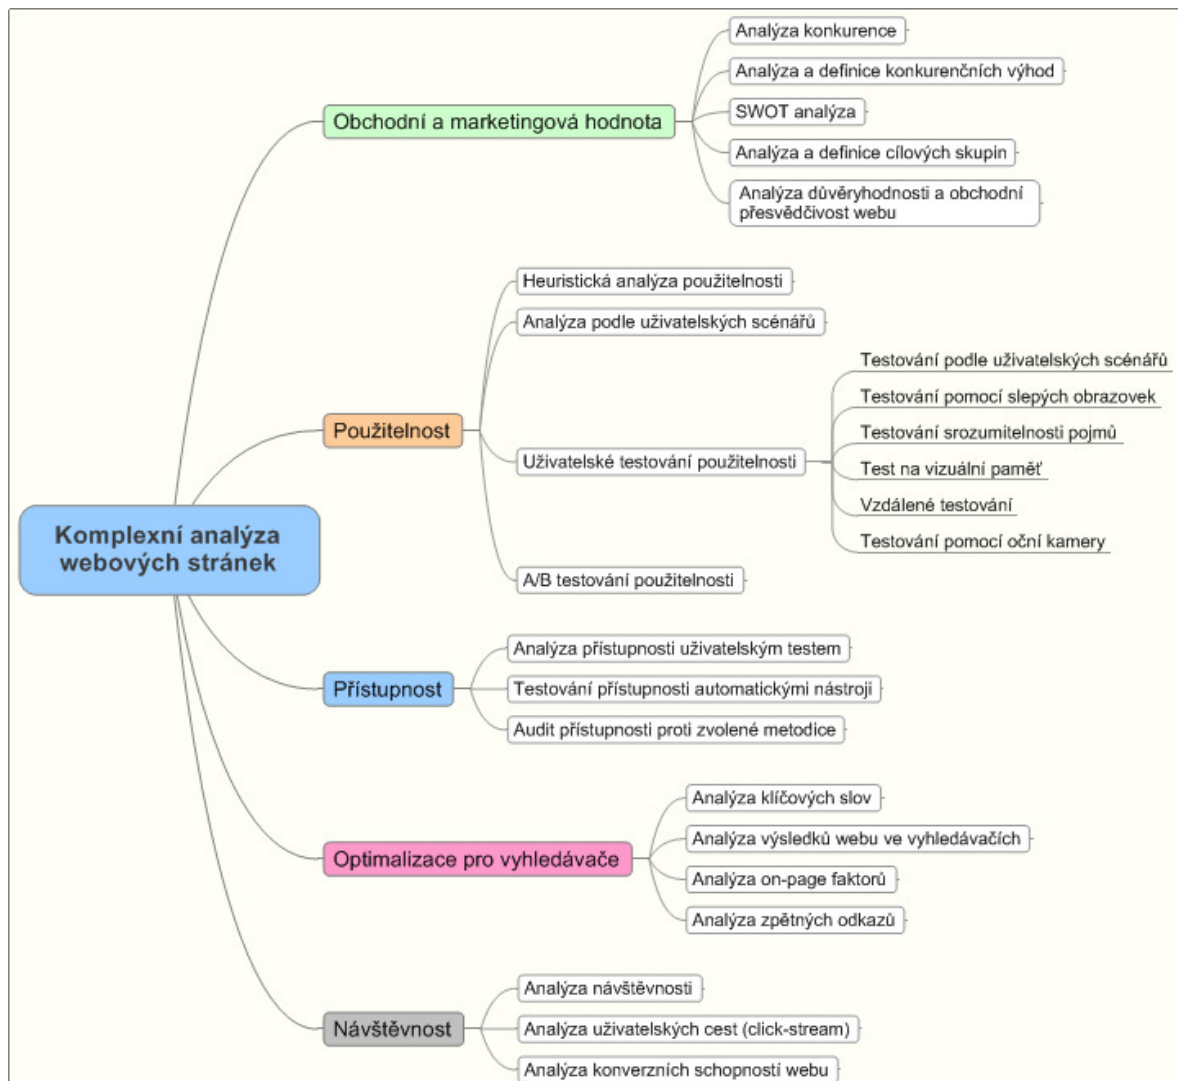 Komplexní analýza
webových stránek
Obchodní a marketingová hodnota
Analýza konkurence
Analýza a definice konkurenčních výhod
SWOT analýza
Analýza a definice cílových skupin
Analýza důvěryhodnosti a obchodní
přesvědčivost webu
Použitelnost
Heuristická analýza použitelnosti
Analýza podle uživatelských scénářů
Uživatelské testování použitelnosti
Testování podle uživatelských scénářů
Testování pomocí slepých obrazovek
Testování srozumitelnosti pojmů
Test na vizuální paměť
Vzdálené testování
Testování pomocí oční kamery
A/B testování použitelnosti
Přístupnost
Analýza přístupnosti uživatelským testem
Testování přístupnosti automatickými nástroji
Audit přístupnosti proti zvolené metodice
Optimalizace pro vyhledávače
Analýza klíčových slov
Analýza výsledků webu ve vyhledávačích
Analýza on-page faktorů
Analýza zpětných odkazů
Návštěvnost
Analýza návštěvnosti
Analýza uživatelských cest (click-stream)
Analýza konverzních schopností webu